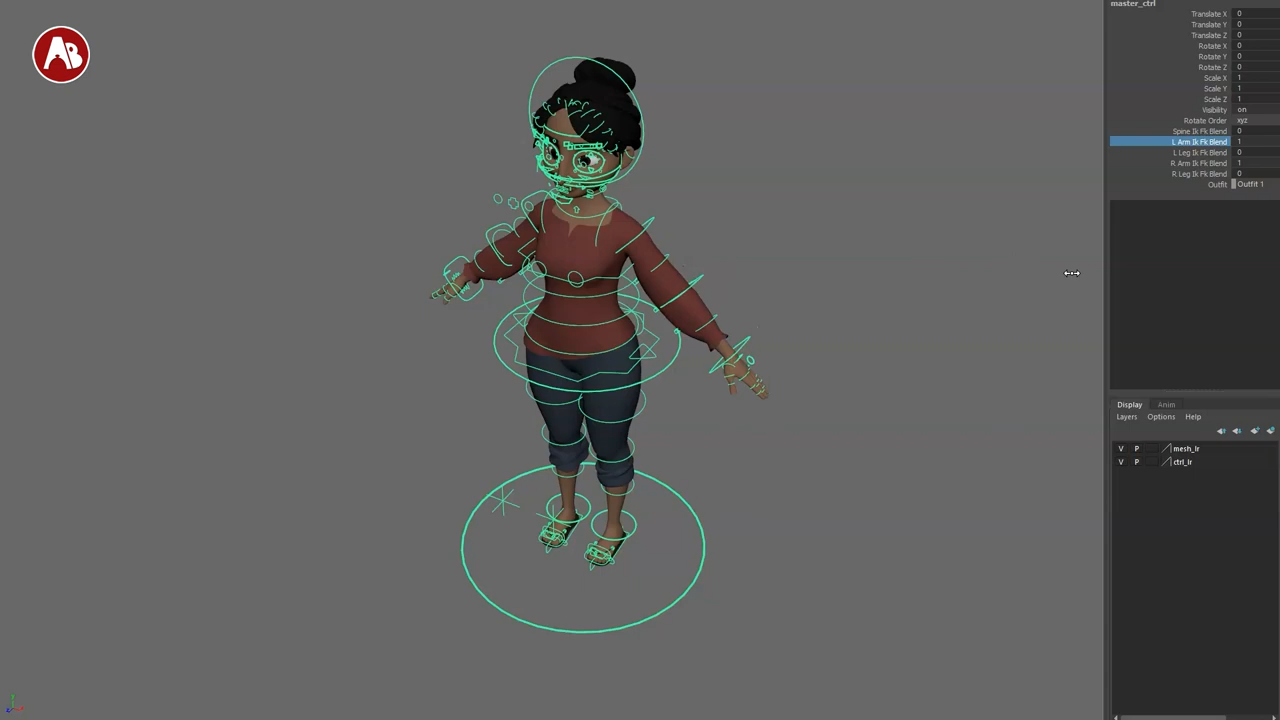 AB
master_ctrl
Translate X 0
Translate Y 0
Translate Z 0
Rotate X 0
Rotate Y 0
Rotate Z 0
Scale X 1
Scale Y 1
Scale Z 1
Visibility on
Rotate Order xyz
Spine Ik Fk Blend 0
L Arm Ik Fk Blend 1
L Leg Ik Fk Blend 0
R Arm Ik Fk Blend 1
R Leg Ik Fk Blend 0
Outfit Outfit 1
Display Anim
Layers Options Help
V P mesh_lr
V P ctrl_lr